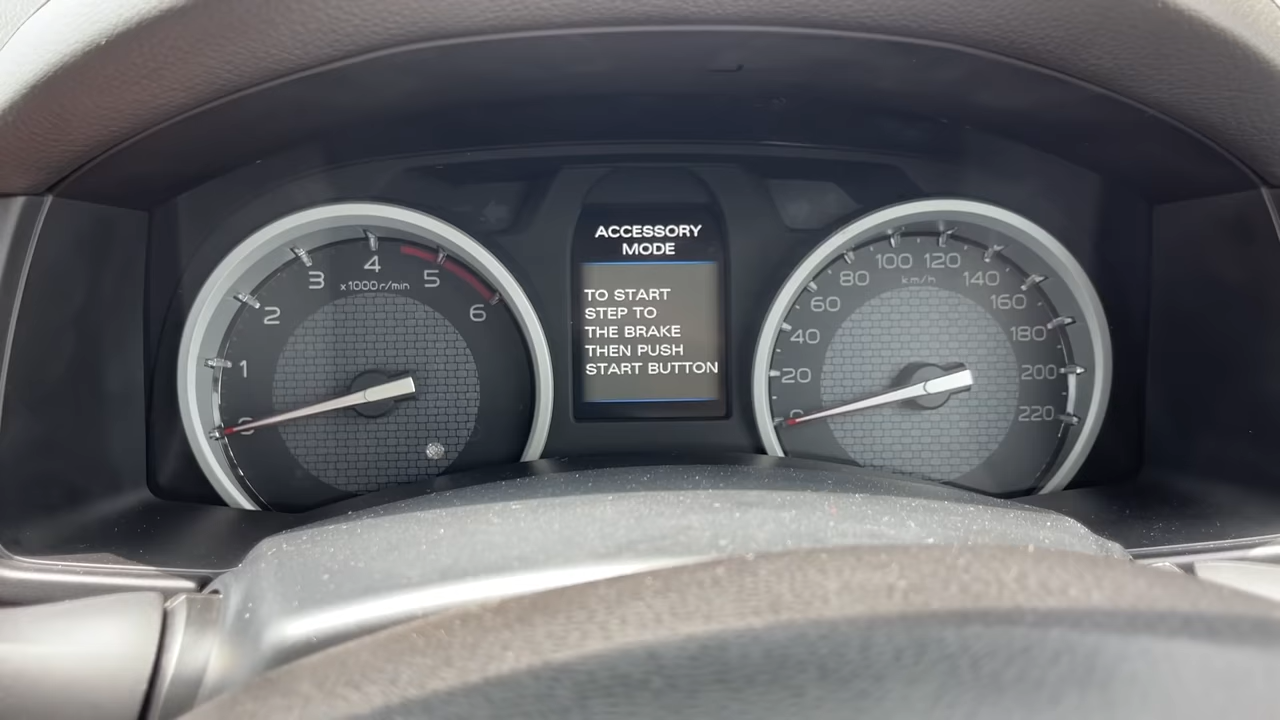 0
1
2
3
4
5
6
x1000r/min
ACCESSORY
MODE
TO START
STEP TO
THE BRAKE
THEN PUSH
START BUTTON
0
20
40
60
80
100
120
140
160
180
200
220
km/h